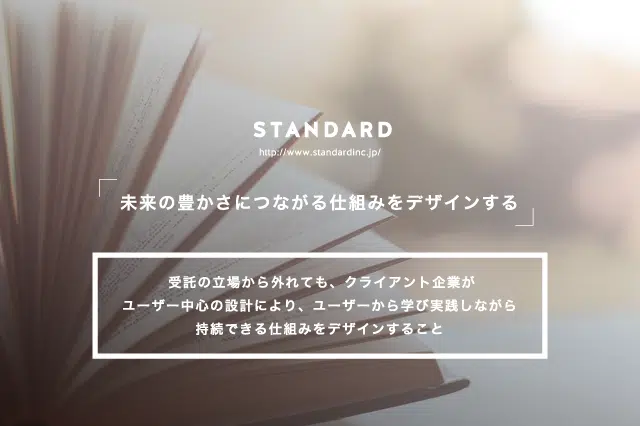 STANDARD
http://www.standardinc.jp/
未来の豊かさにつながる仕組みをデザインする
受託の立場から外れても、クライアント企業が
ユーザー中心の設計により、ユーザーから学び実践しながら
持続できる仕組みをデザインすること